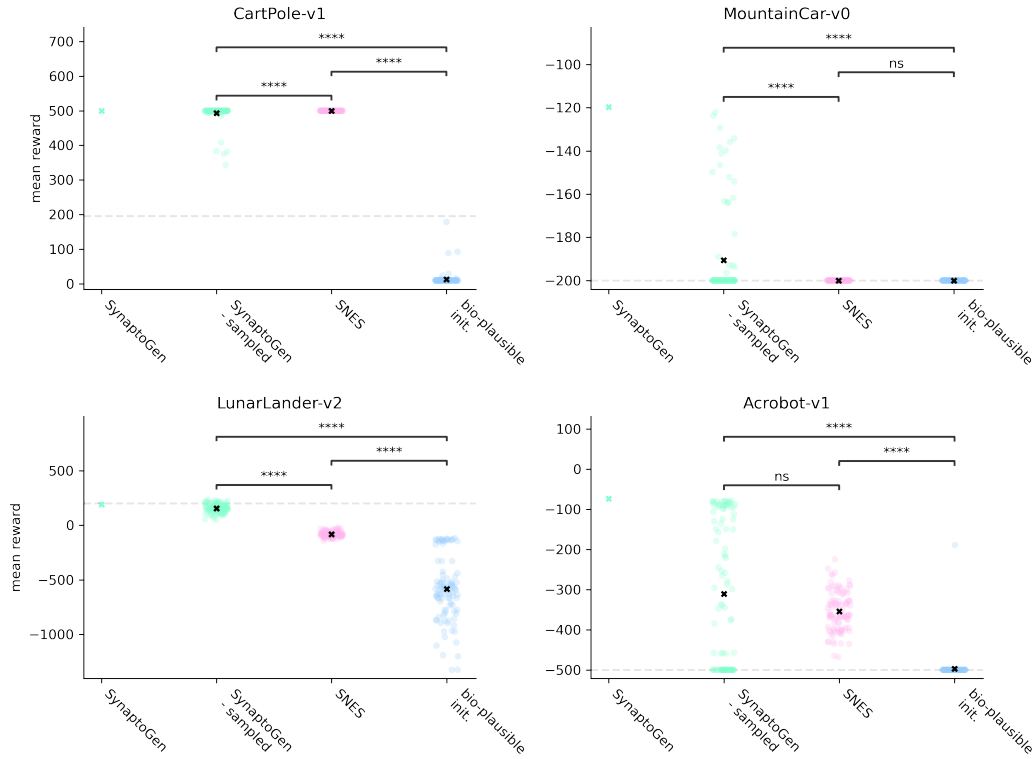 CartPole-v1
700
600
500
400
300
200
100
0
mean reward
****
****
****
SynaptoGen
SynaptoGen
- sampled
SNES
bio-plausible
init.
MountainCar-v0
−100
−120
−140
−160
−180
−200
****
ns
****
SynaptoGen
SynaptoGen
- sampled
SNES
bio-plausible
init.
LunarLander-v2
500
0
−500
−1000
mean reward
****
****
****
SynaptoGen
SynaptoGen
- sampled
SNES
bio-plausible
init.
Acrobot-v1
100
0
−100
−200
−300
−400
−500
****
****
ns
SynaptoGen
SynaptoGen
- sampled
SNES
bio-plausible
init.